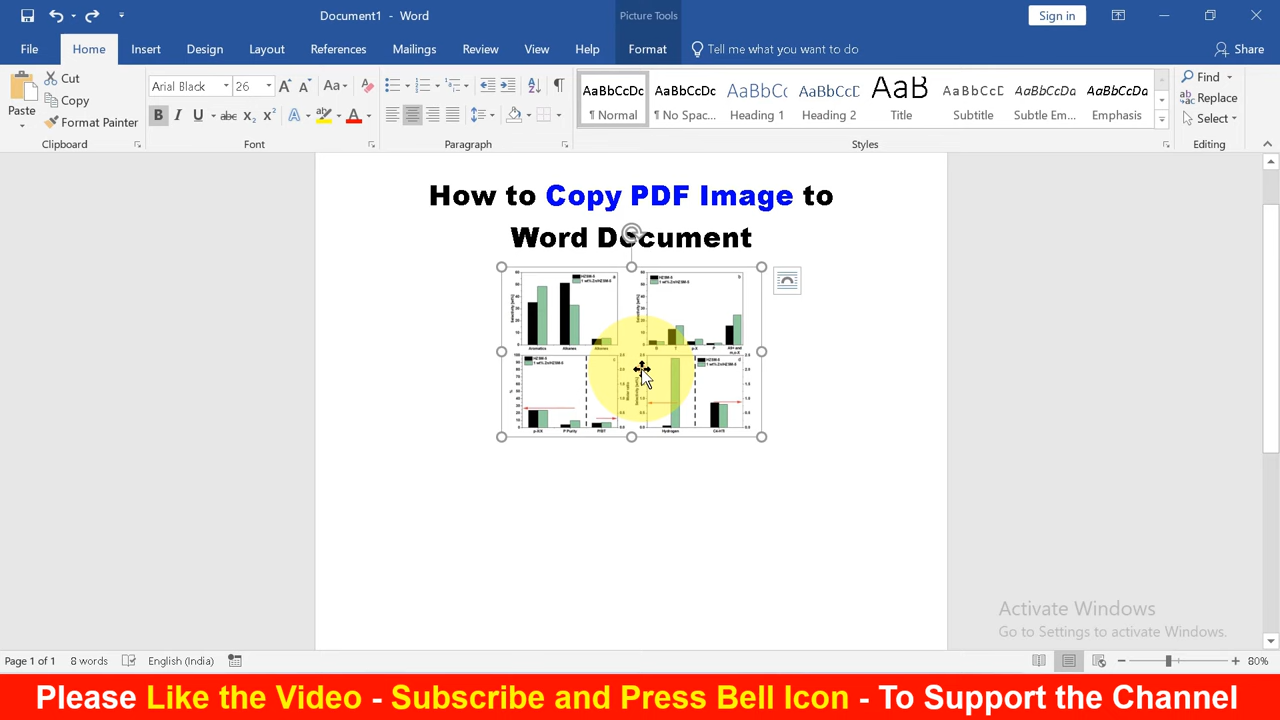 Document1 - Word
Picture Tools
Sign in
File
Home
Insert
Design
Layout
References
Mailings
Review
View
Help
Format
Tell me what you want to do
Share
Paste
Cut
Copy
Format Painter
Clipboard
Arial Black
26
Font
Paragraph
AaBbCcDc
¶ Normal
AaBbCcDc
¶ No Spac...
AaBbCc
Heading 1
AaBbCcD
Heading 2
AaB
Title
AaBbCcD
Subtitle
AaBbCcDa
Subtle Em...
AaBbCcDa
Emphasis
Styles
Find
Replace
Select
Editing
How to Copy PDF Image to
Word Document
Aromatics
Alkanes
Hydrogen
Activate Windows
Go to Settings to activate Windows.
Page 1 of 1
8 words
English (India)
80%
Please Like the Video - Subscribe and Press Bell Icon - To Support the Channel